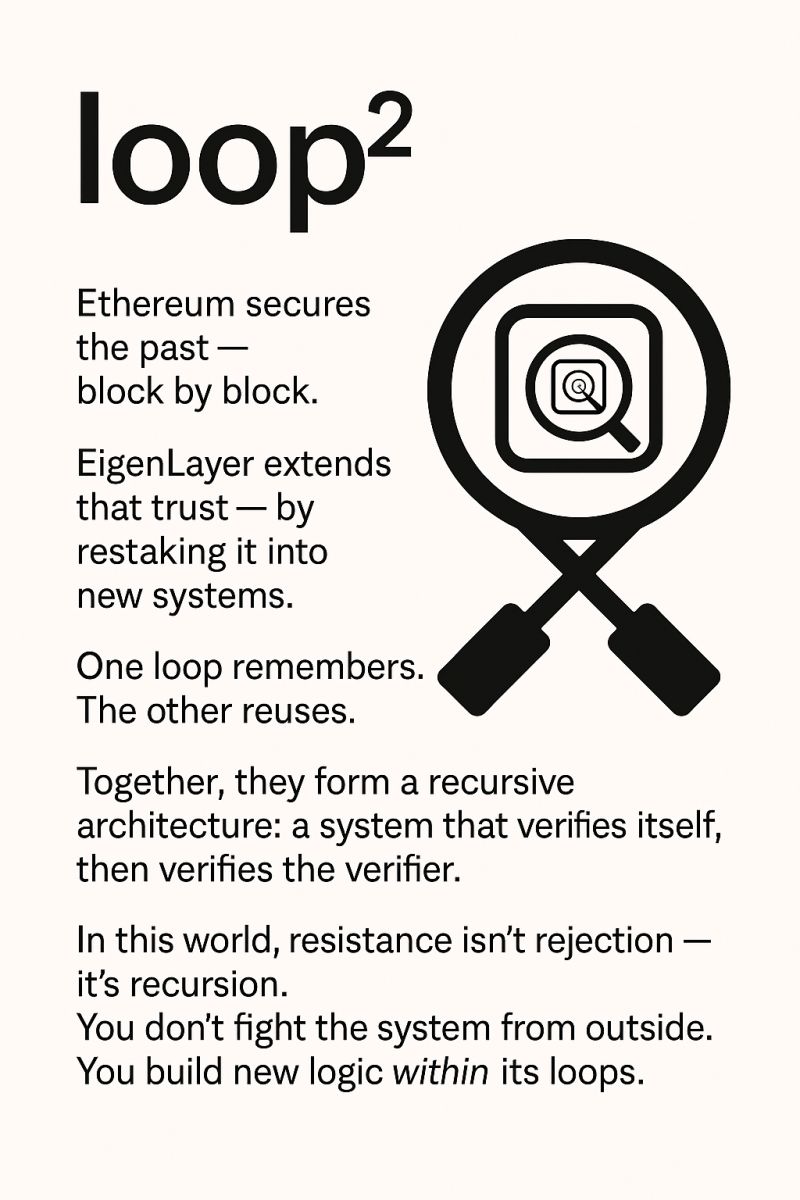 loop²
Ethereum secures
the past —
block by block.
EigenLayer extends
that trust — by
restaking it into
new systems.
One loop remembers.
The other reuses.
Together, they form a recursive
architecture: a system that verifies itself,
then verifies the verifier.
In this world, resistance isn’t rejection —
it’s recursion.
You don’t fight the system from outside.
You build new logic within its loops.